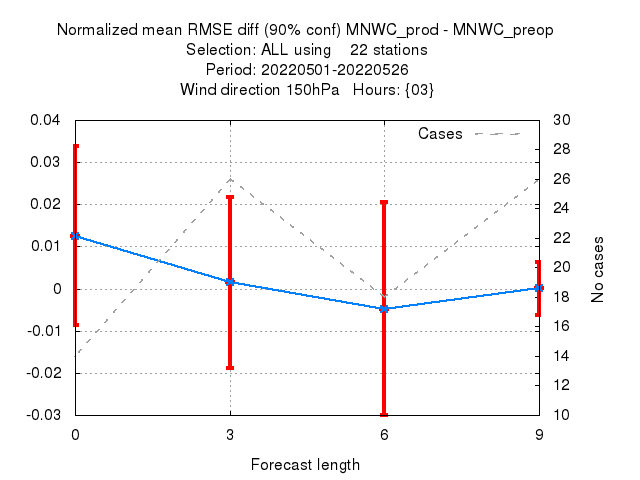 Normalized mean RMSE diff (90% conf) MNWC_prod - MNWC_preop
Selection: ALL using 22 stations
Period: 20220501-20220526
Wind direction 150hPa Hours: {03}
Cases
0.04
0.03
0.02
0.01
0
-0.01
-0.02
-0.03
30
28
26
24
22
20
18
16
14
12
10
No cases
0 3 6 9
Forecast length